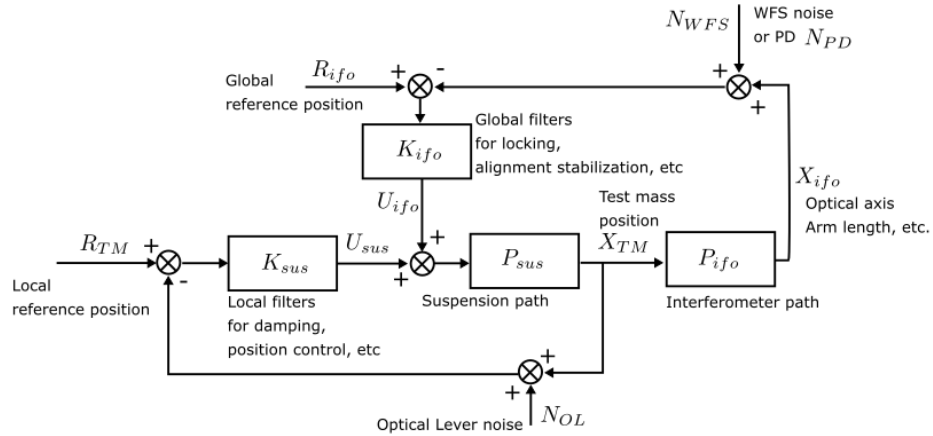 N_WFS
WFS noise
or PD N_PD
R_ifo
+
-
+
+
Global
reference position
Global filters
for locking,
alignment stabilization, etc
K_ifo
U_ifo
X_ifo
Optical axis
Arm length, etc.
Test mass
position
R_TM
+
-
K_sus
U_sus
+
+
P_sus
X_TM
P_ifo
Local
reference position
Local filters
for damping,
position control, etc
Suspension path
Interferometer path
+
+
Optical Lever noise
N_OL